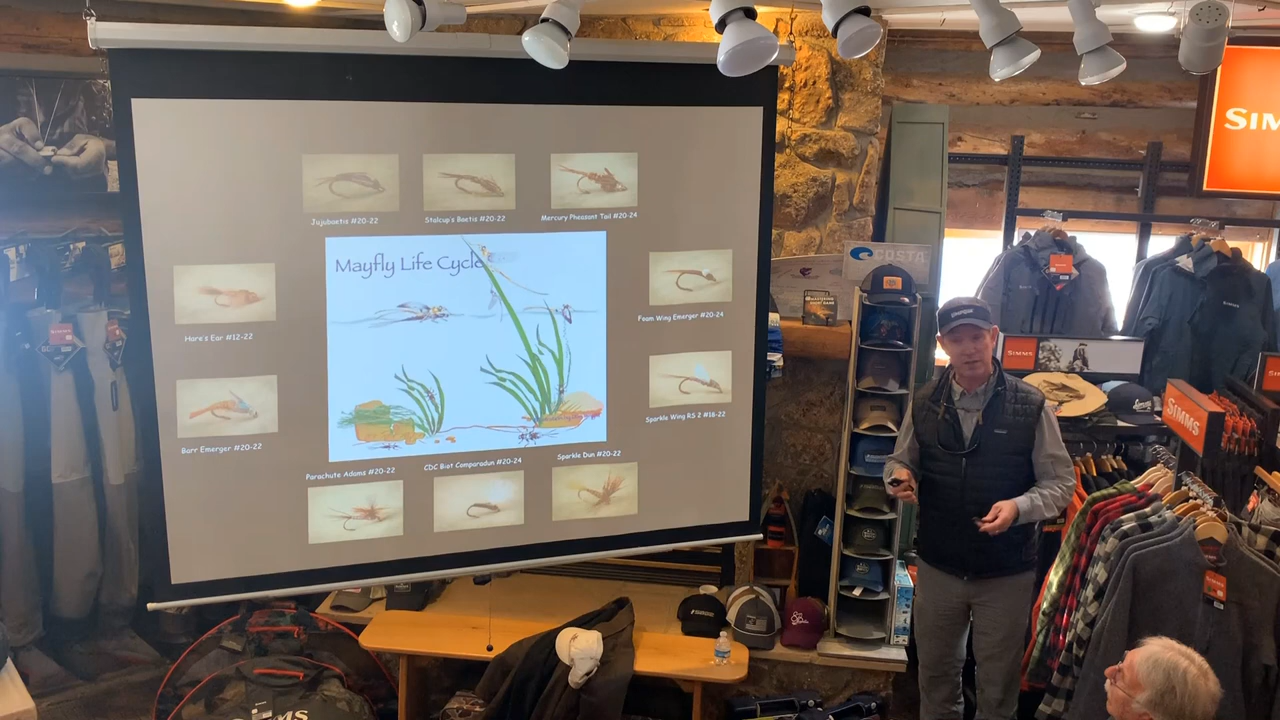 Jujubaetis #20-22
Stalcup's Baetis #20-22
Mercury Pheasant Tail #20-24
Mayfly Life Cycle
Hare's Ear #12-22
Foam Wing Emerger #20-24
Barr Emerger #20-22
Sparkle Wing RS 2 #18-22
Parachute Adams #20-22
CDC Biot Comparadun #20-24
Sparkle Dun #20-22
SIMMS
COSTA
SIMMS
SIMMS
SIMMS